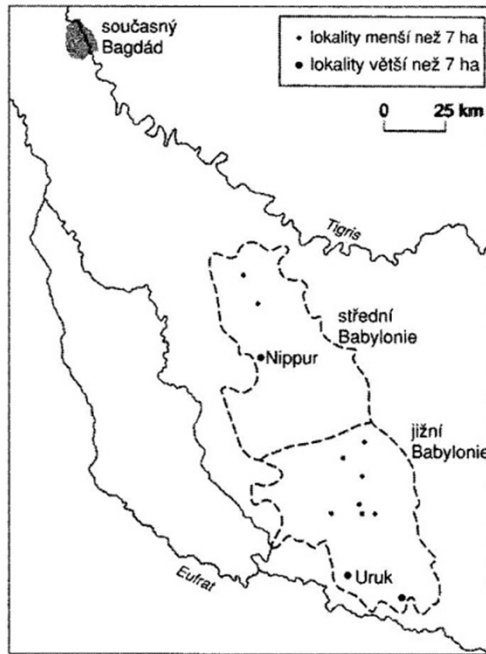 současný
Bagdád
lokality menší než 7 ha
lokality větší než 7 ha
0 25 km
Tigris
střední
Babylonie
Nippur
jižní
Babylonie
Uruk
Eufrat